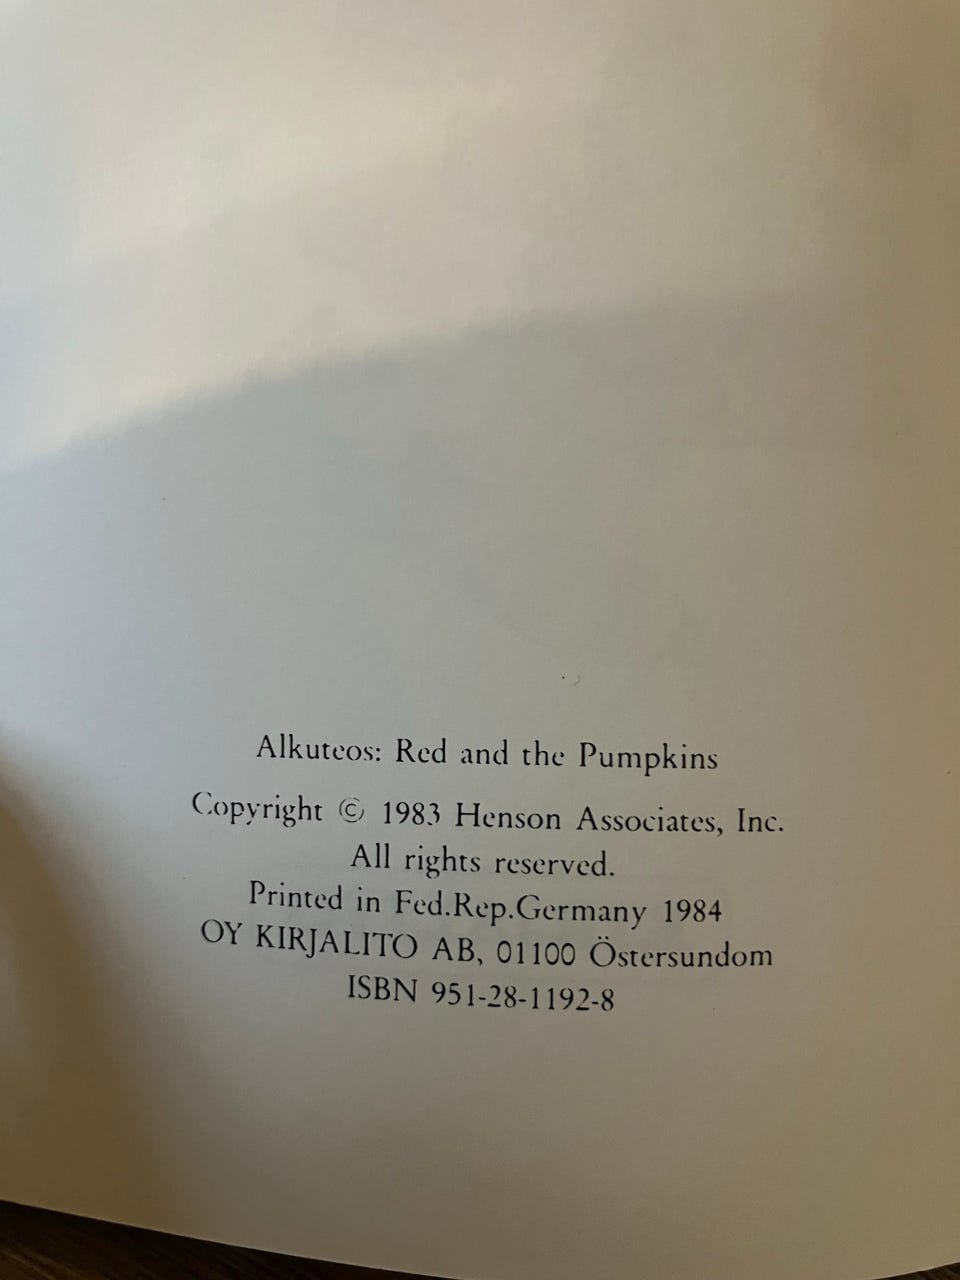 Alkuteos: Red and the Pumpkins
Copyright © 1983 Henson Associates, Inc.
All rights reserved.
Printed in Fed.Rep.Germany 1984
OY KIRJALITO AB, 01100 Östersundom
ISBN 951-28-1192-8